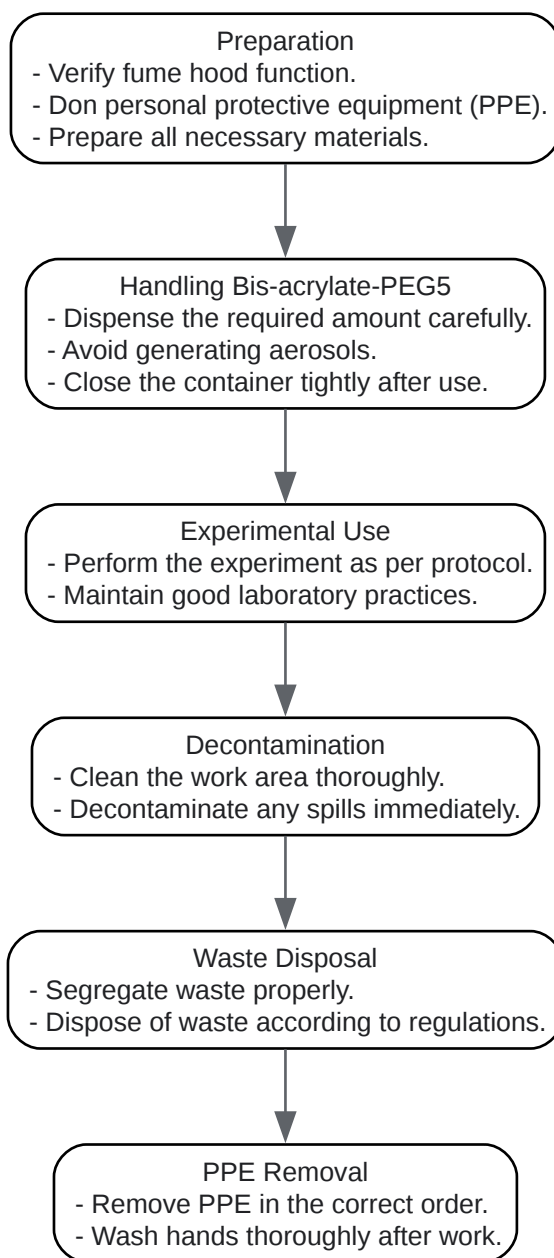 Preparation
- Verify fume hood function.
- Don personal protective equipment (PPE).
- Prepare all necessary materials.
Handling Bis-acrylate-PEG5
- Dispense the required amount carefully.
- Avoid generating aerosols.
- Close the container tightly after use.
Experimental Use
- Perform the experiment as per protocol.
- Maintain good laboratory practices.
Decontamination
- Clean the work area thoroughly.
- Decontaminate any spills immediately.
Waste Disposal
- Segregate waste properly.
- Dispose of waste according to regulations.
PPE Removal
- Remove PPE in the correct order.
- Wash hands thoroughly after work.